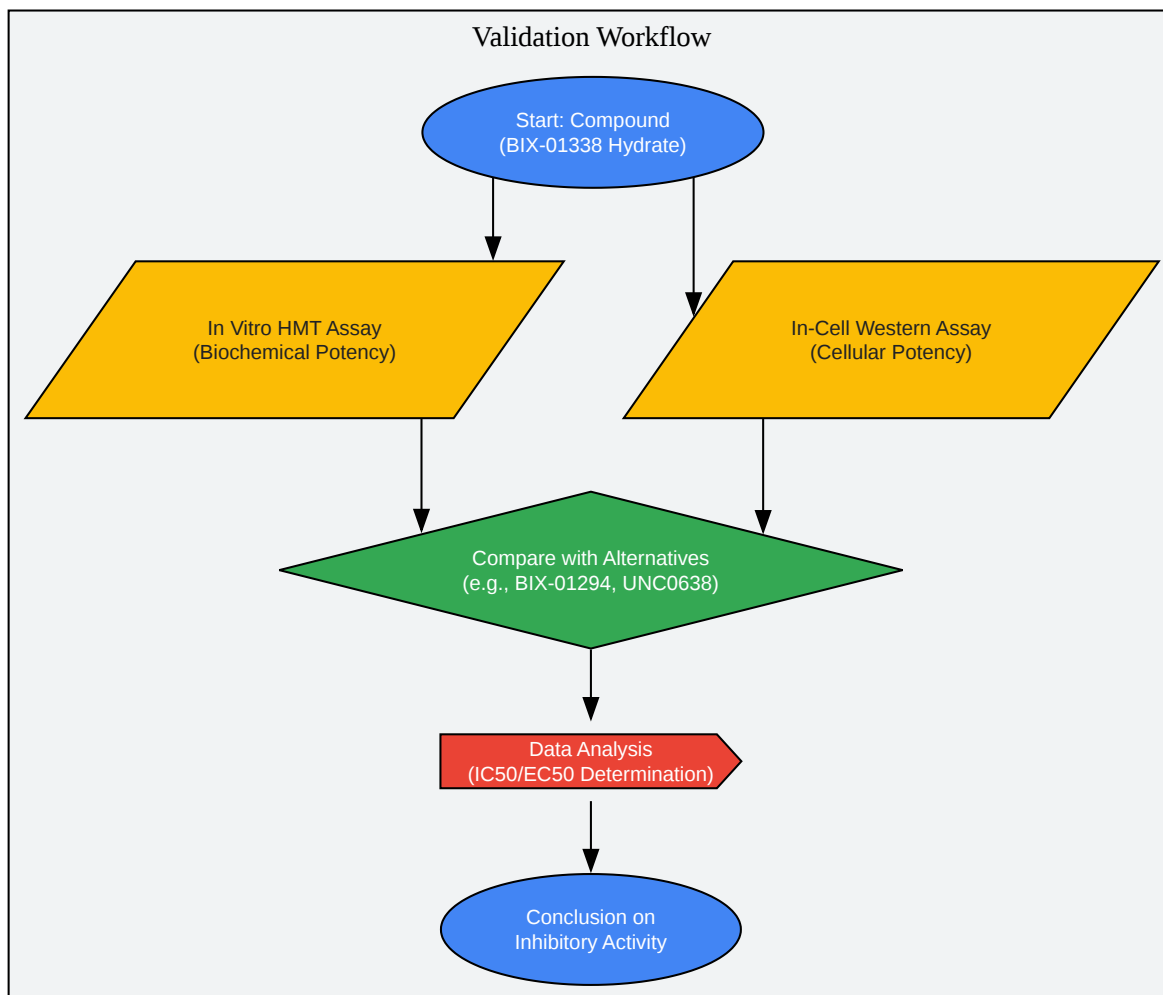 Validation Workflow
Start: Compound
(BIX-01338 Hydrate)
In Vitro HMT Assay
(Biochemical Potency)
In-Cell Western Assay
(Cellular Potency)
Compare with Alternatives
(e.g., BIX-01294, UNC0638)
Data Analysis
(IC50/EC50 Determination)
Conclusion on
Inhibitory Activity